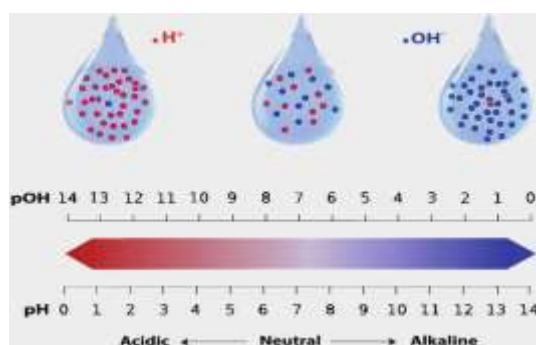 •H⁺ •OH⁻
pOH 14 13 12 11 10 9 8 7 6 5 4 3 2 1 0
pH 0 1 2 3 4 5 6 7 8 9 10 11 12 13 14
Acidic Neutral Alkaline